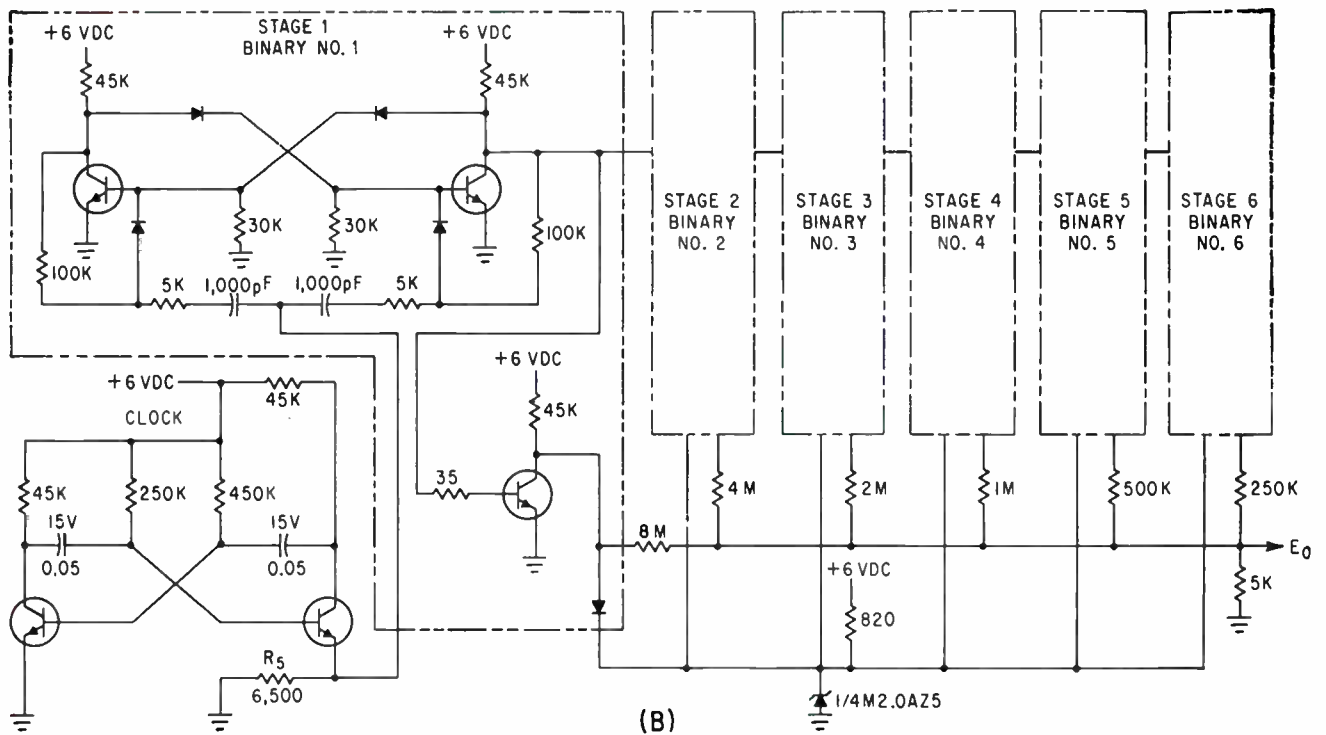 +6 VDC
STAGE 1
BINARY NO. 1
+6 VDC
45K
45K
30K
30K
100K
100K
5K
1,000pF
1,000pF
5K
STAGE 2
BINARY
NO. 2
STAGE 3
BINARY
NO. 3
STAGE 4
BINARY
NO. 4
STAGE 5
BINARY
NO. 5
STAGE 6
BINARY
NO. 6
+6 VDC
45K
CLOCK
45K
250K
450K
15V
0.05
15V
0.05
R5
6,500
+6 VDC
45K
35
8M
4M
2M
1M
500K
250K
Eo
5K
+6 VDC
820
1/4M2.0AZ5
(B)